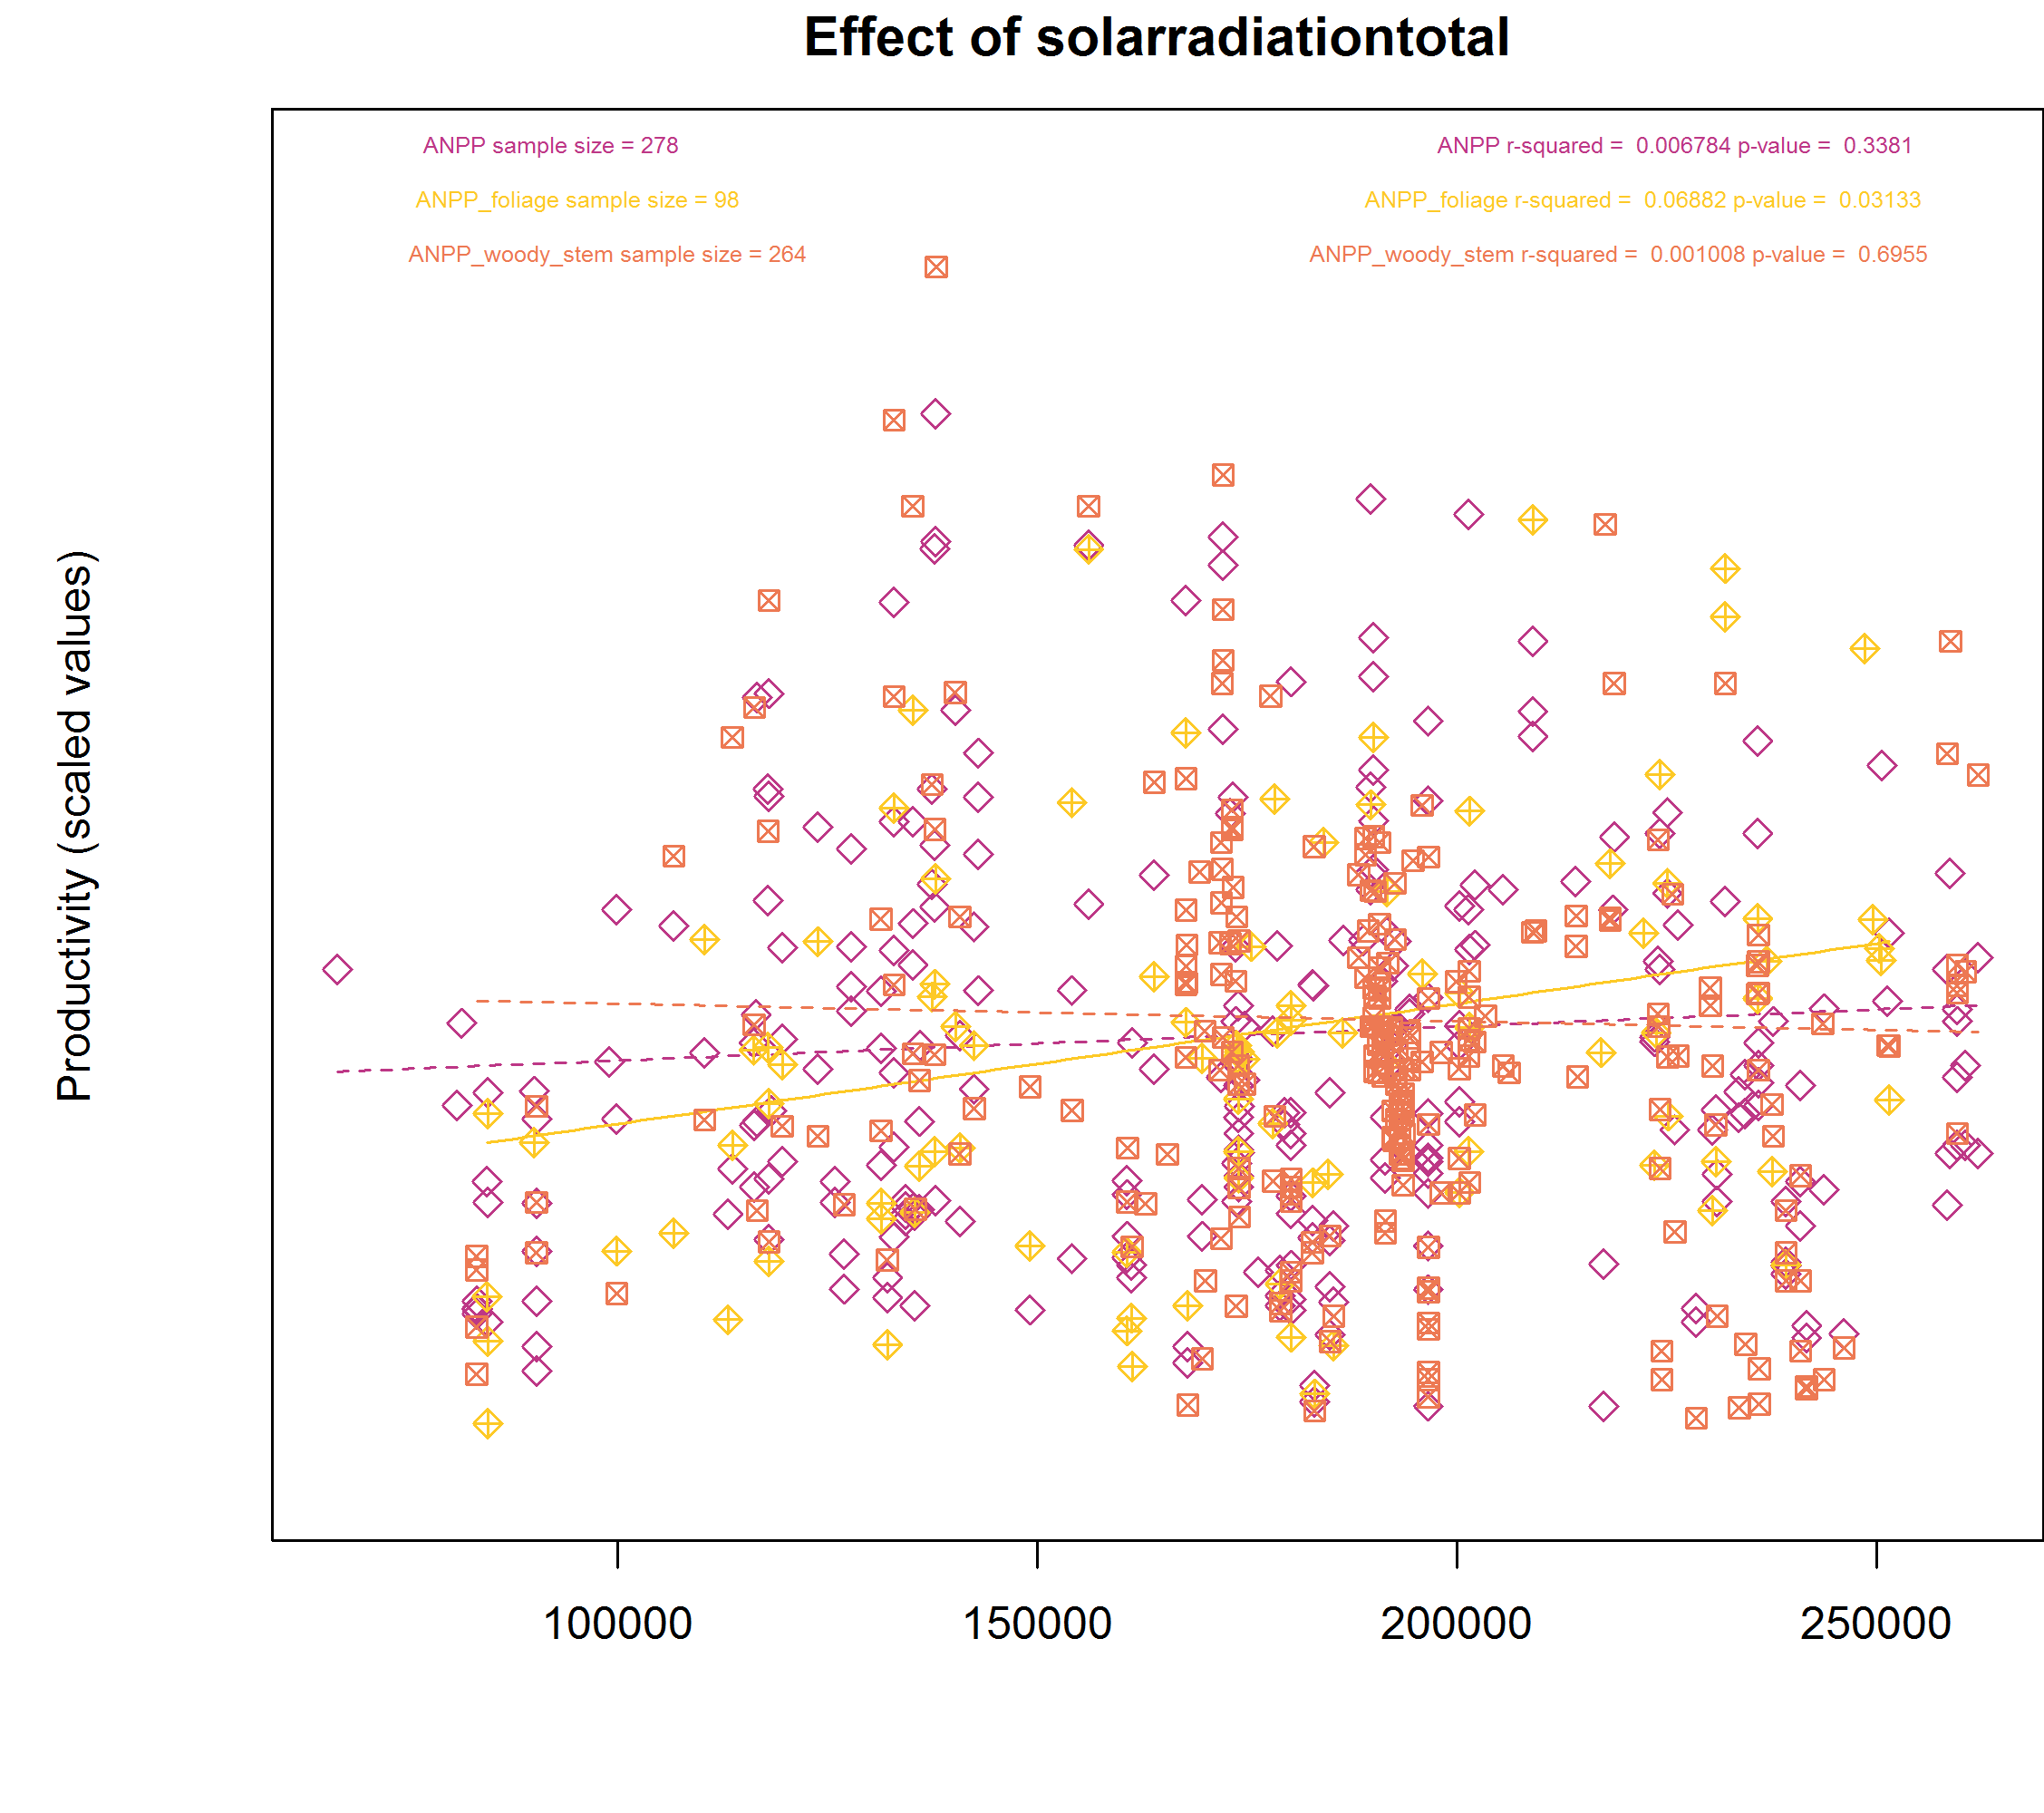 Effect of solarradiationtotal
ANPP sample size = 278
ANPP r-squared =  0.006784 p-value =  0.3381
ANPP_foliage sample size = 98
ANPP_foliage r-squared =  0.06882 p-value =  0.03133
ANPP_woody_stem sample size = 264
ANPP_woody_stem r-squared =  0.001008 p-value =  0.6955
Productivity (scaled values)
100000
150000
200000
250000